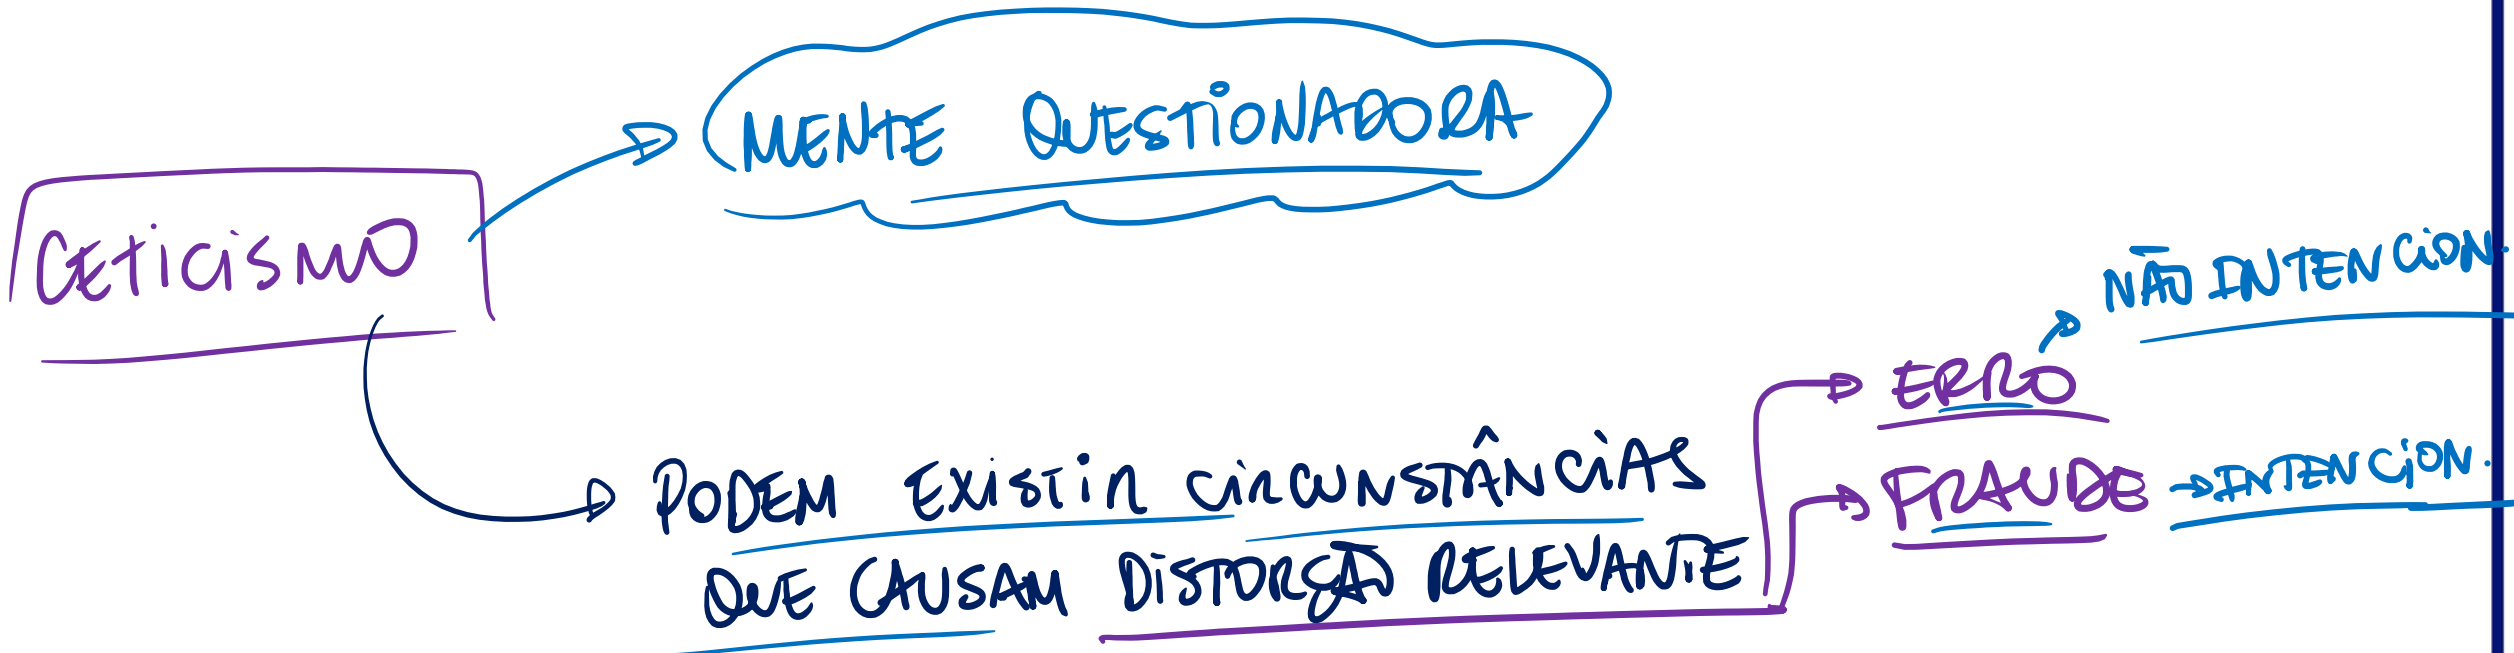 MENTE QUESTIONADORA
CETICISMO
NÃO INTENCION.
ERRO
PODEM EXISTIR CIRCUNSTÂNCIAS
FRAUDE
INTENCION.
QUE CAUSAM DISTORÇÃO RELEVANTE